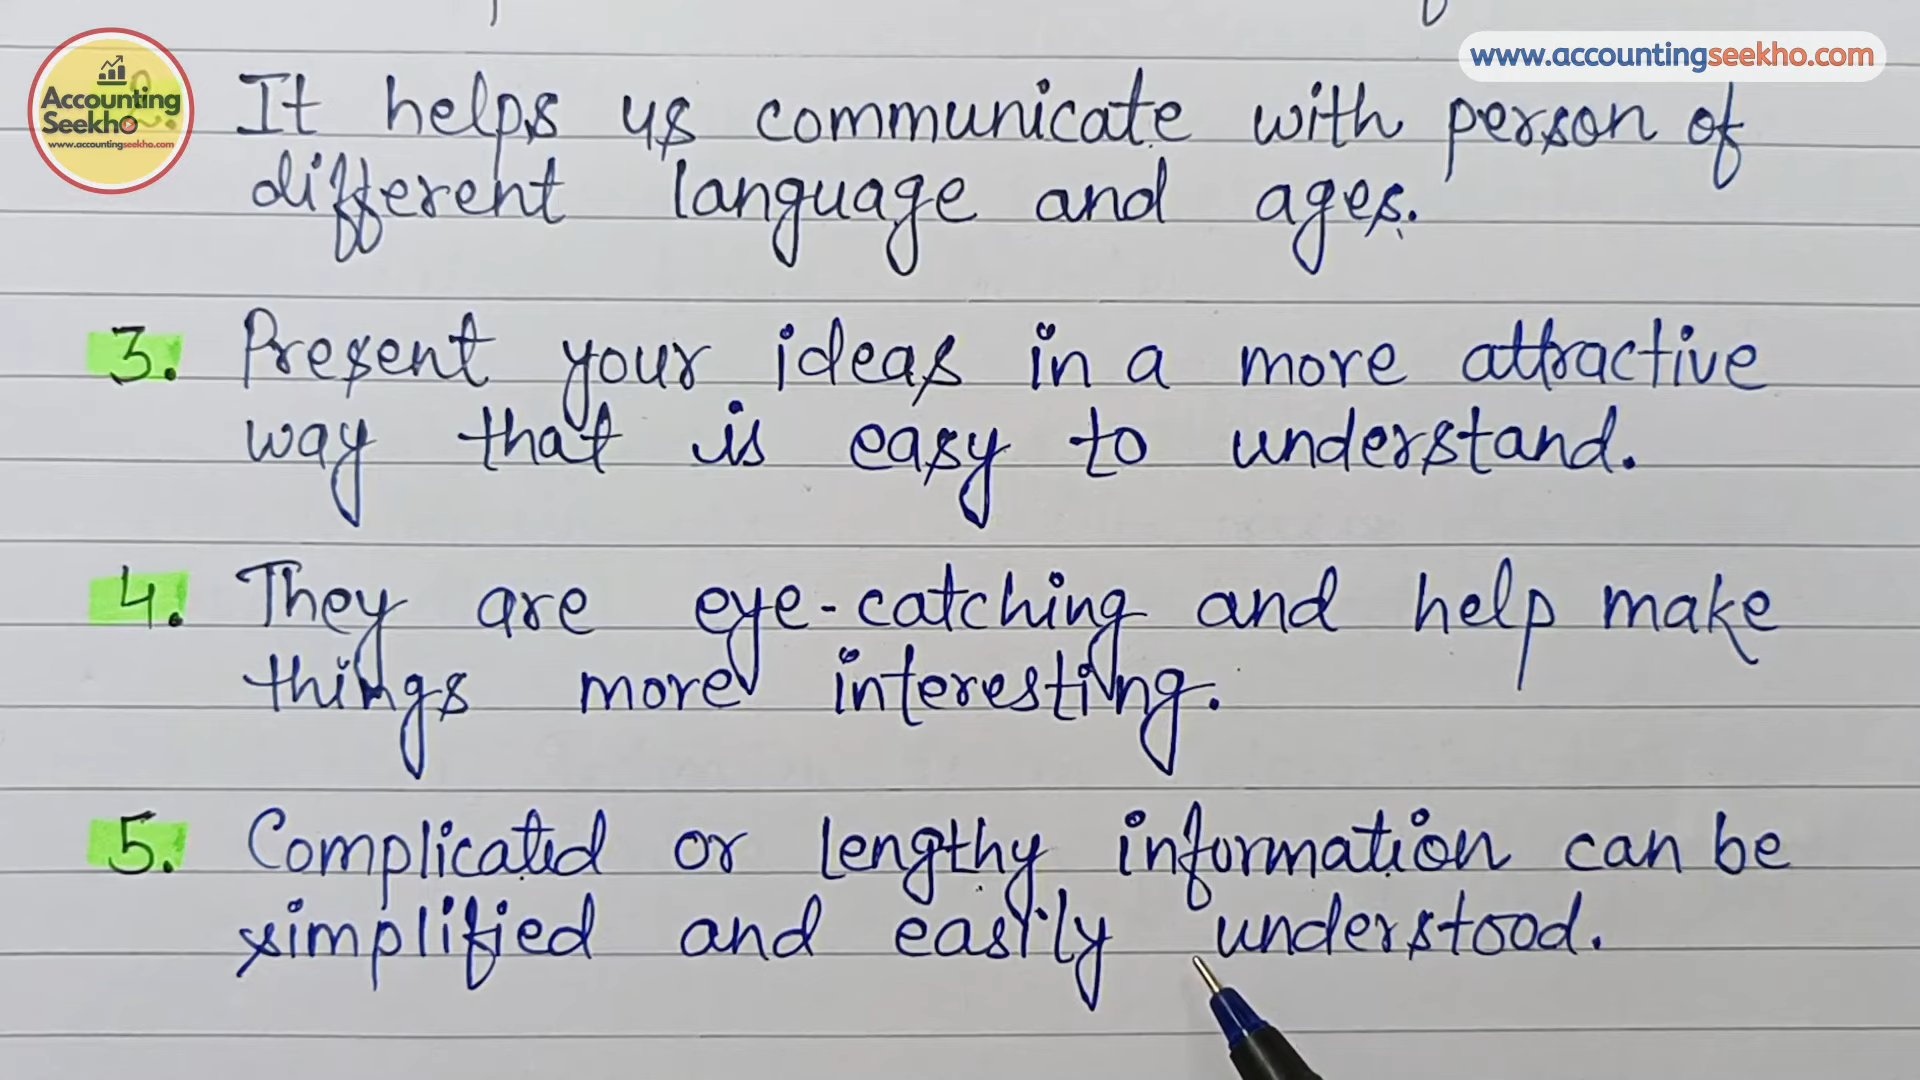 www.accountingseekho.com
Accounting
Seekho
www.accountingseekho.com
2. It helps us communicate with person of
different language and ages.
3. Present your ideas in a more attractive
way that is easy to understand.
4. They are eye-catching and help make
things more interesting.
5. Complicated or lengthy information can be
simplified and easily understood.